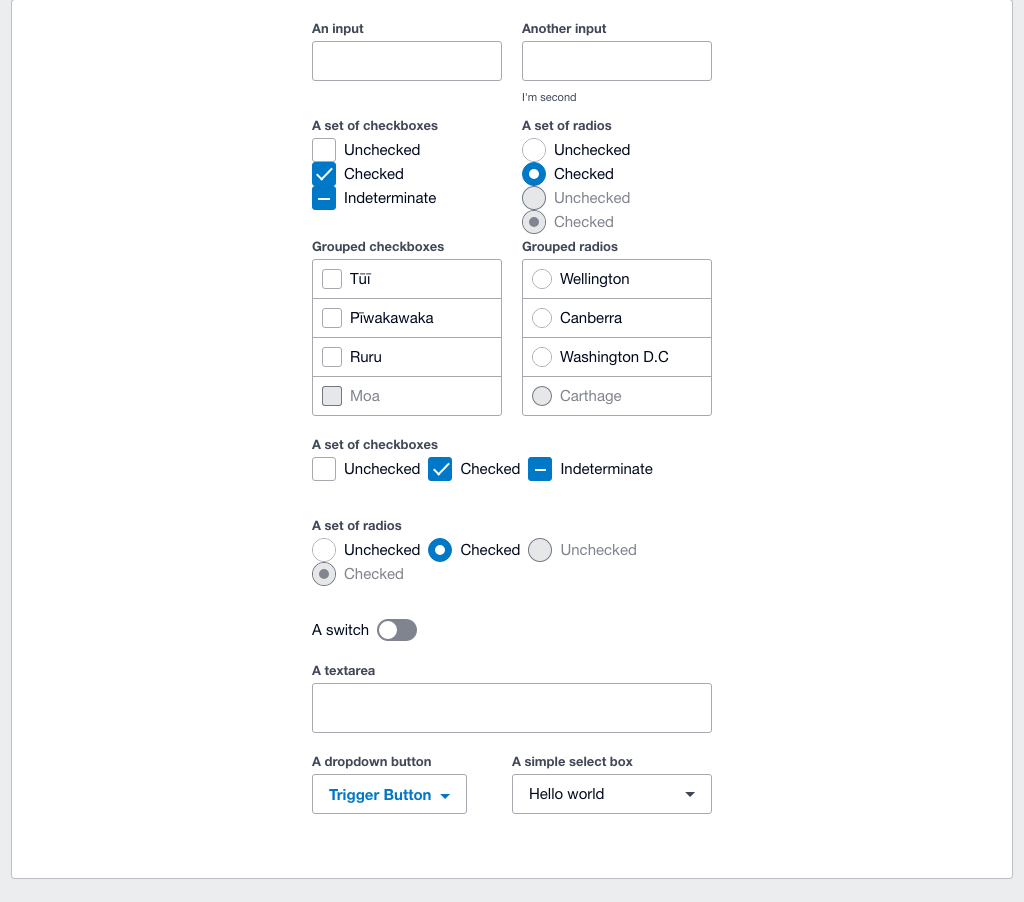 An input
Another input
I'm second
A set of checkboxes
Unchecked
Checked
Indeterminate
A set of radios
Unchecked
Checked
Unchecked
Checked
Grouped checkboxes
Tūī
Pīwakawaka
Ruru
Moa
Grouped radios
Wellington
Canberra
Washington D.C
Carthage
A set of checkboxes
Unchecked Checked Indeterminate
A set of radios
Unchecked Checked Unchecked
Checked
A switch
A textarea
A dropdown button
Trigger Button
A simple select box
Hello world